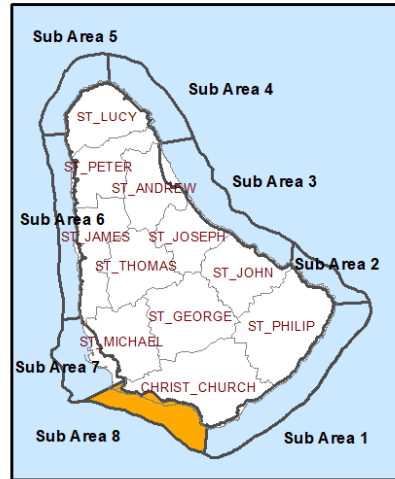 Sub Area 5
Sub Area 4
ST_LUCY
ST_PETER
Sub Area 3
ST_ANDREW
Sub Area 6
ST_JAMES
ST_JOSEPH
ST_THOMAS
ST_JOHN
Sub Area 2
ST_GEORGE
ST_PHILIP
ST_MICHAEL
Sub Area 7
CHRIST_CHURCH
Sub Area 8
Sub Area 1